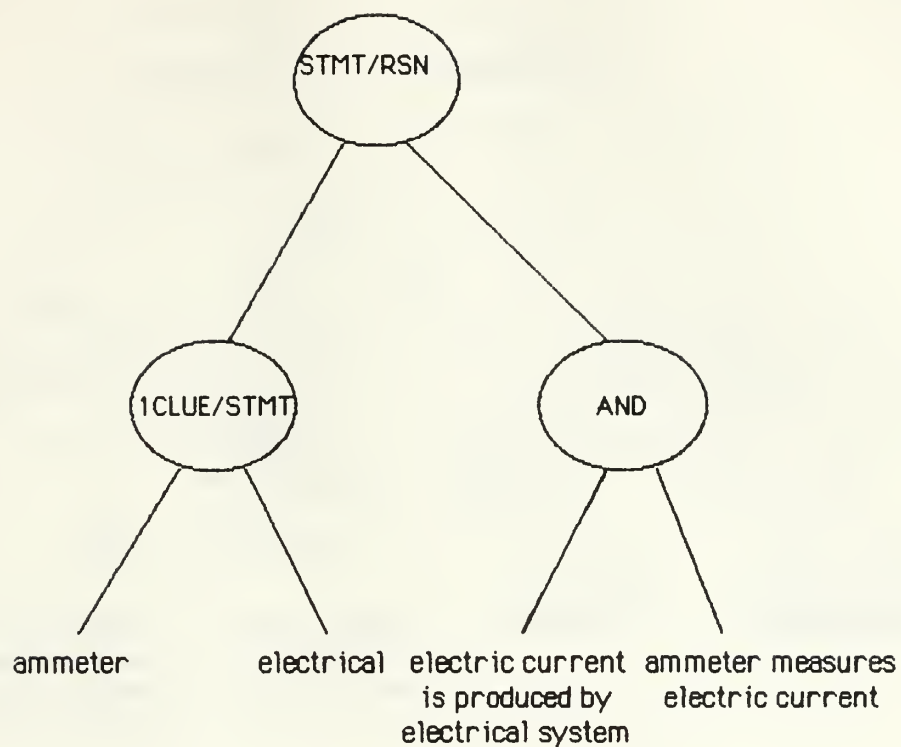 STMT/RSN
1CLUE/STMT
AND
ammeter
electrical
electric current
is produced by
electrical system
ammeter measures
electric current